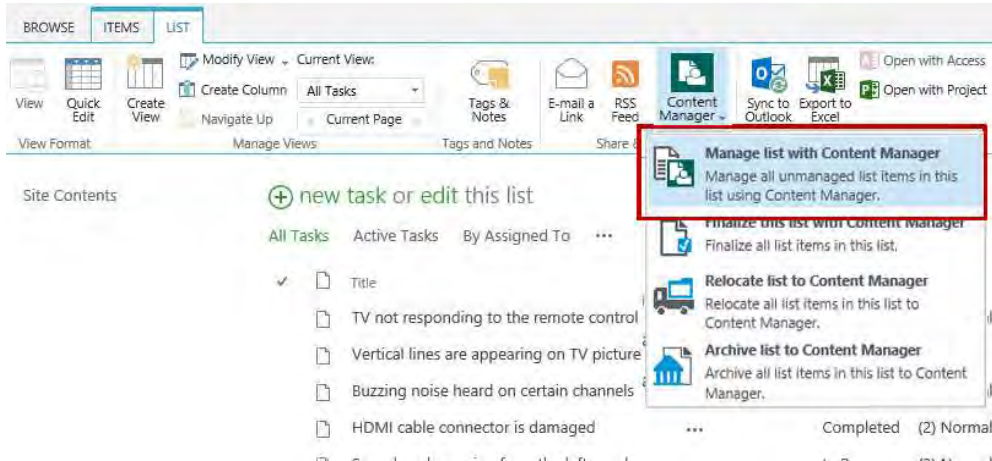 BROWSE ITEMS LIST
View
Quick Edit
Create View
Modify View
Create Column
Navigate Up
Current View:
All Tasks
Current Page
Tags & Notes
E-mail a Link
RSS Feed
Content Manager
Sync to Outlook
Export to Excel
Open with Access
Open with Project
View Format
Manage Views
Tags and Notes
Share &
Manage list with Content Manager
Manage all unmanaged list items in this
list using Content Manager.
Finalize this list with Content Manager
Finalize all list items in this list.
Relocate list to Content Manager
Relocate all list items in this list to
Content Manager.
Archive list to Content Manager
Archive all list items in this list to Content
Manager.
Site Contents
new task or edit this list
All Tasks Active Tasks By Assigned To ...
Title
TV not responding to the remote control
Vertical lines are appearing on TV picture
Buzzing noise heard on certain channels
HDMI cable connector is damaged ... Completed (2) Normal